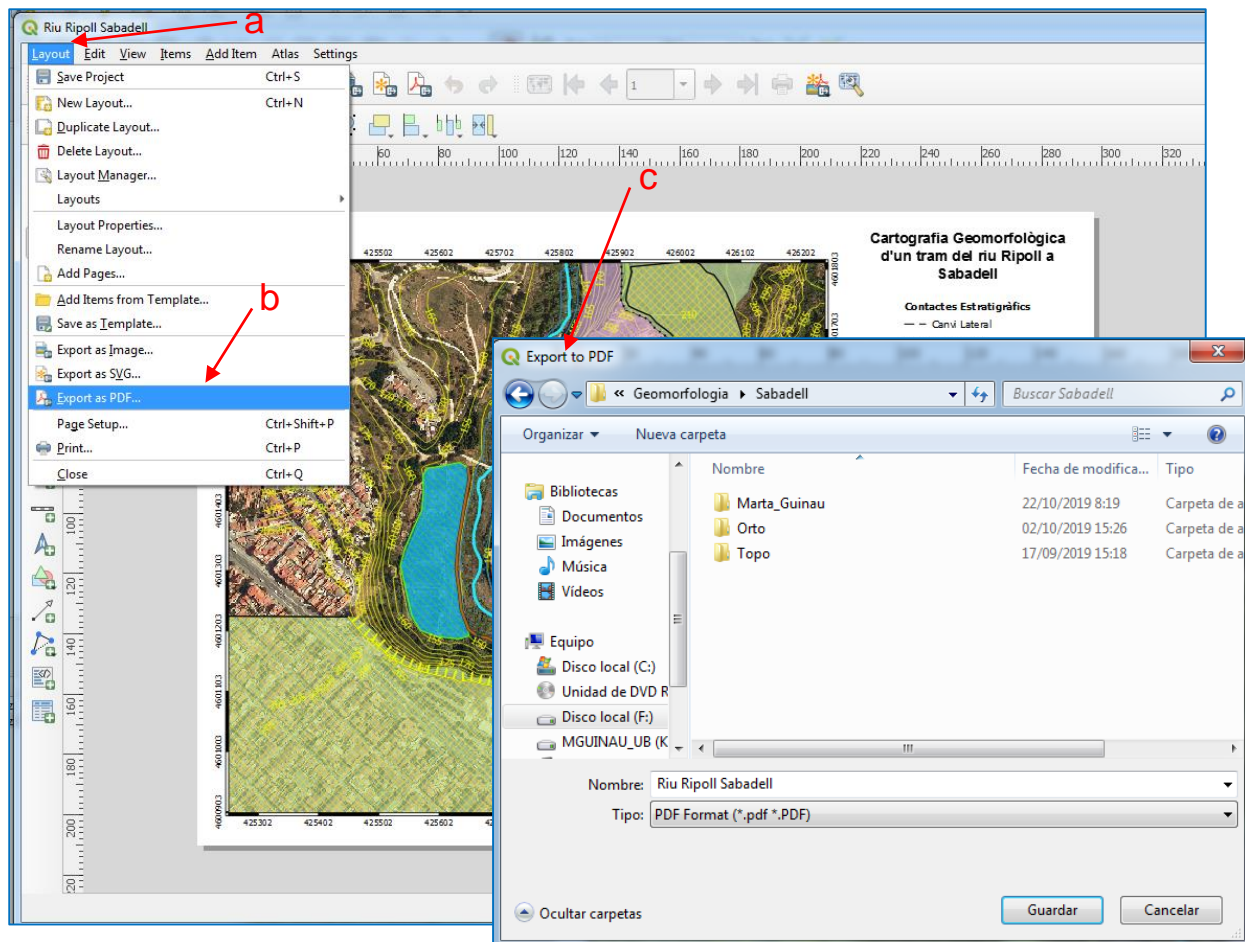 a
Riu Ripoll Sabadell
Layout Edit View Items Add Item Atlas Settings
Save Project Ctrl+S
New Layout... Ctrl+N
Duplicate Layout...
Delete Layout...
Layout Manager...
Layouts
Layout Properties...
Rename Layout...
Add Pages...
Add Items from Template...
Save as Template...
Export as Image...
Export as SVG...
Export as PDF...
Page Setup... Ctrl+Shift+P
Print... Ctrl+P
Close Ctrl+Q
b
1
60 80 100 120 140 160 180 200 220 240 260 280 300 320
c
425502 425602 425702 425802 425902 426002 426102 426202
4601803
Cartografia Geomorfològica
d'un tram del riu Ripoll a
Sabadell
Contactes Estratigràfics
Canvi Lateral
210
100
120
140
160
180
200
4601403
4601303
4601203
4601103
4601003
4600903
425302 425402 425502 425602
Export to PDF
Geomorfologia Sabadell
Buscar Sabadell
Organizar Nueva carpeta
Nombre Fecha de modifica... Tipo
Marta_Guinau 22/10/2019 8:19 Carpeta de a
Orto 02/10/2019 15:26 Carpeta de a
Topo 17/09/2019 15:18 Carpeta de a
Bibliotecas
Documentos
Imágenes
Música
Vídeos
Equipo
Disco local (C:)
Unidad de DVD R
Disco local (F:)
MGUINAU_UB (K
Nombre: Riu Ripoll Sabadell
Tipo: PDF Format (*.pdf *.PDF)
Ocultar carpetas
Guardar Cancelar